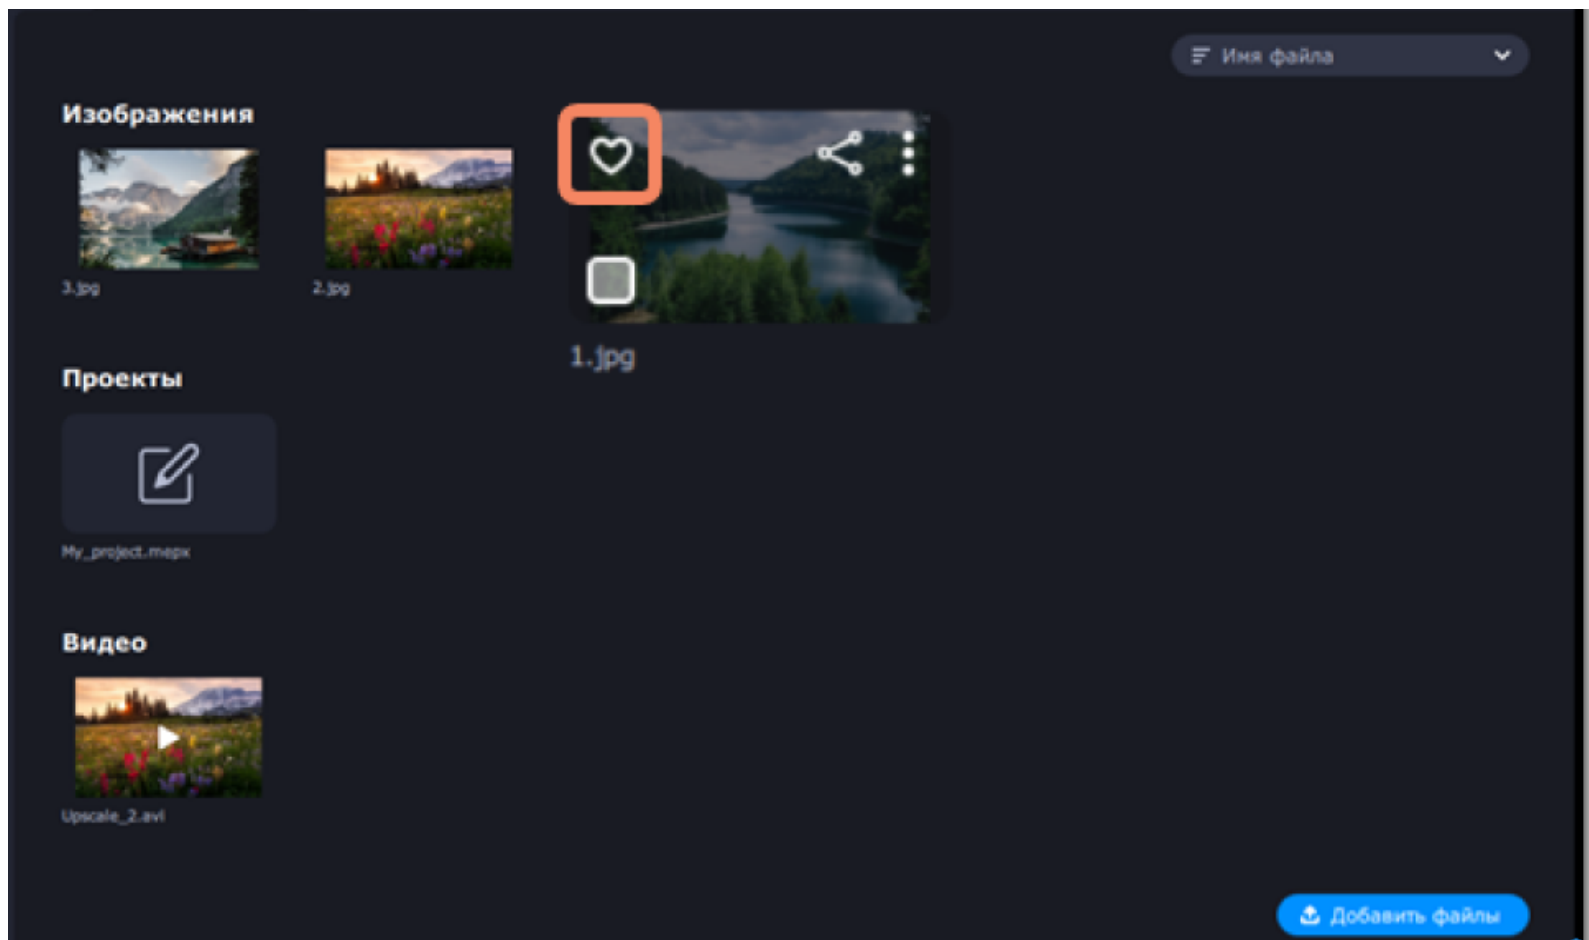 Имя файла
Изображения
3.jpg
2.jpg
1.jpg
Проекты
My_project.mepx
Видео
Upscale_2.avi
Добавить файлы